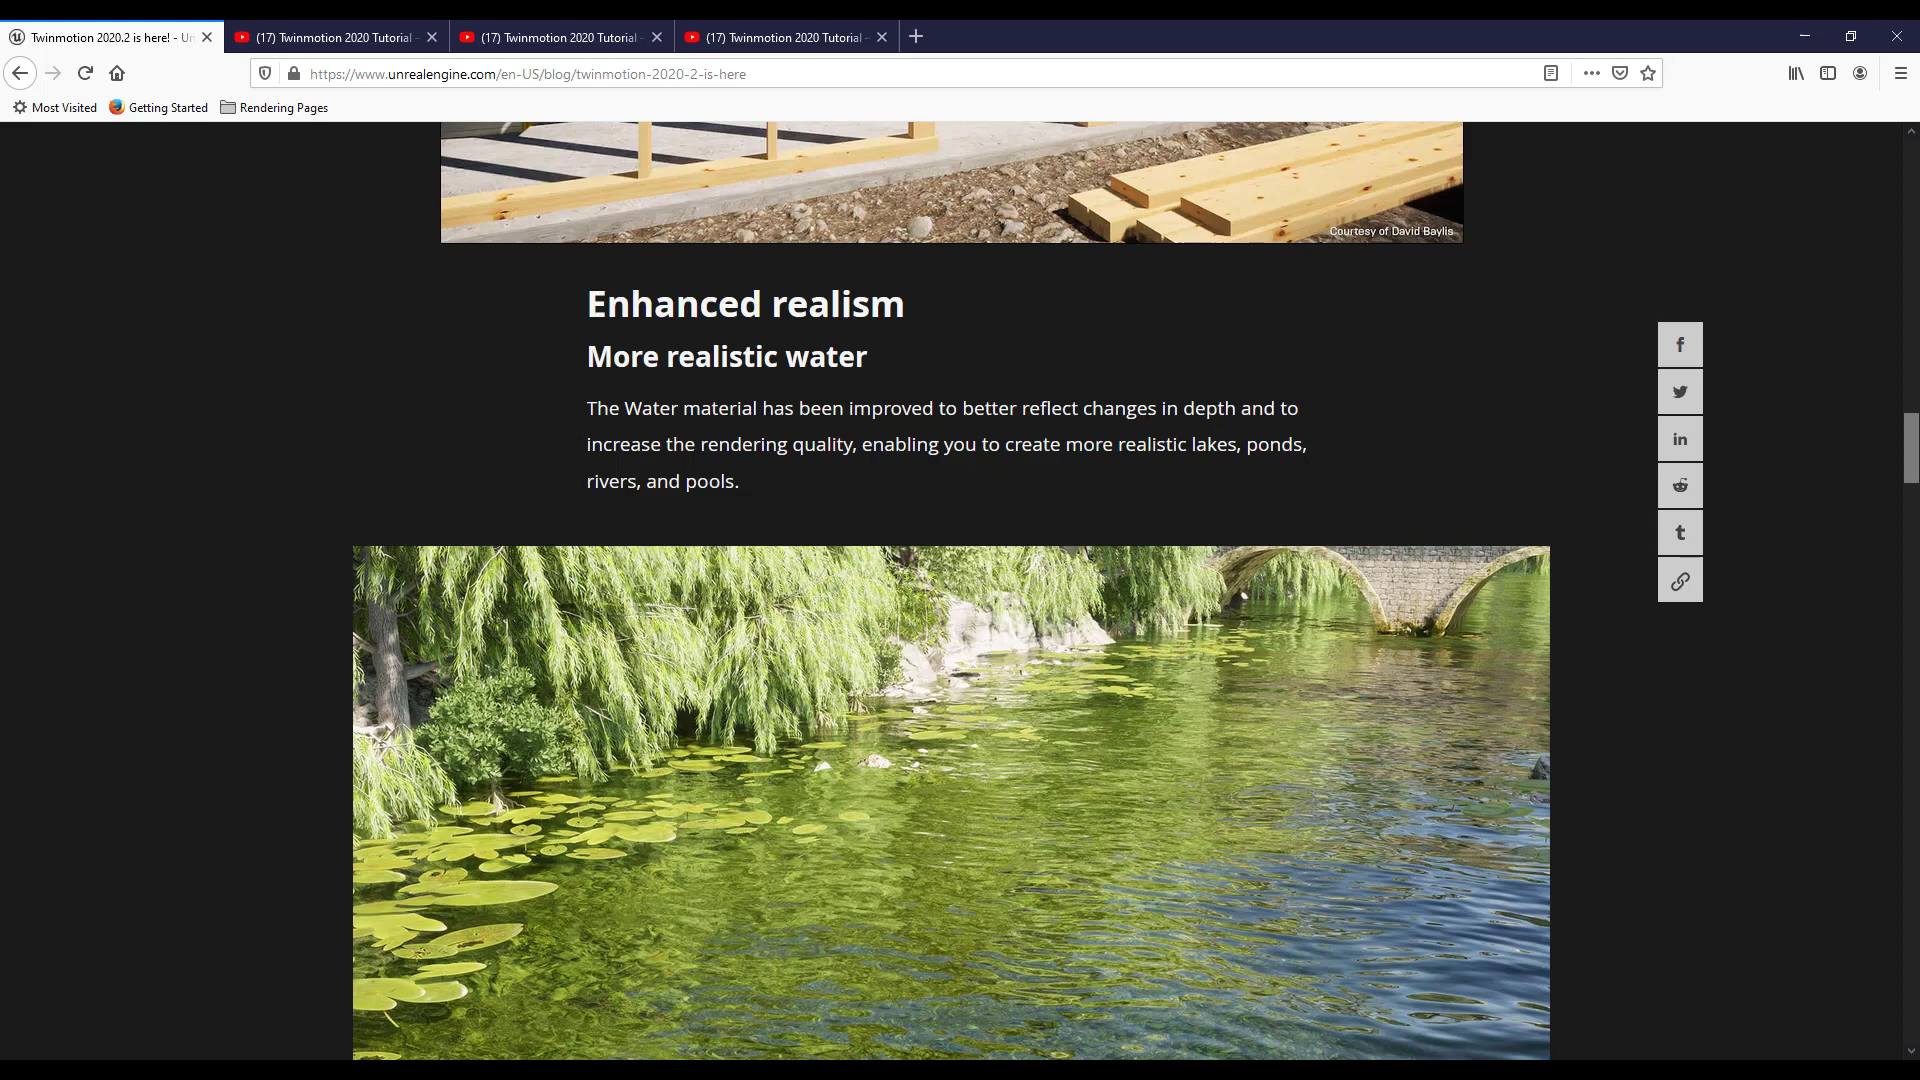 Twinmotion 2020.2 is here! - Un
(17) Twinmotion 2020 Tutorial -
(17) Twinmotion 2020 Tutorial -
(17) Twinmotion 2020 Tutorial -
https://www.unrealengine.com/en-US/blog/twinmotion-2020-2-is-here
Most Visited
Getting Started
Rendering Pages
Courtesy of David Baylis
Enhanced realism
More realistic water
The Water material has been improved to better reflect changes in depth and to
increase the rendering quality, enabling you to create more realistic lakes, ponds,
rivers, and pools.